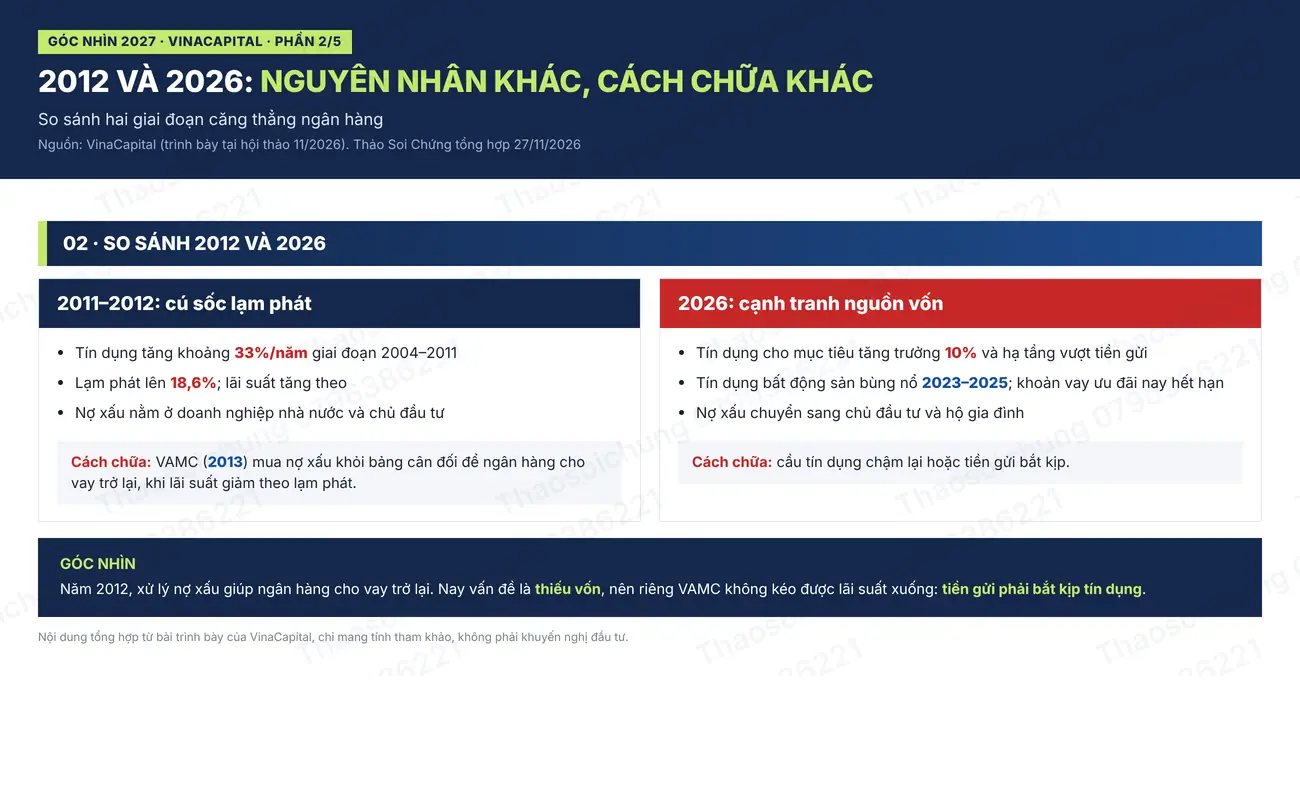 GÓC NHÌN 2027 · VINACAPITAL · PHẦN 2/5
2012 VÀ 2026: NGUYÊN NHÂN KHÁC, CÁCH CHỮA KHÁC
So sánh hai giai đoạn căng thẳng ngân hàng
Nguồn: VinaCapital (trình bày tại hội thảo 11/2026). Thảo Soi Chứng tổng hợp 27/11/2026
02 · SO SÁNH 2012 VÀ 2026
2011–2012: cú sốc lạm phát
• Tín dụng tăng khoảng 33%/năm giai đoạn 2004–2011
• Lạm phát lên 18,6%; lãi suất tăng theo
• Nợ xấu nằm ở doanh nghiệp nhà nước và chủ đầu tư
Cách chữa: VAMC (2013) mua nợ xấu khỏi bảng cân đối để ngân hàng cho
vay trở lại, khi lãi suất giảm theo lạm phát.
2026: cạnh tranh nguồn vốn
• Tín dụng cho mục tiêu tăng trưởng 10% và hạ tầng vượt tiền gửi
• Tín dụng bất động sản bùng nổ 2023–2025; khoản vay ưu đãi nay hết hạn
• Nợ xấu chuyển sang chủ đầu tư và hộ gia đình
Cách chữa: cầu tín dụng chậm lại hoặc tiền gửi bắt kịp.
GÓC NHÌN
Năm 2012, xử lý nợ xấu giúp ngân hàng cho vay trở lại. Nay vấn đề là thiếu vốn, nên riêng VAMC không kéo được lãi suất xuống: tiền gửi phải bắt kịp tín dụng.
Nội dung tổng hợp từ bài trình bày của VinaCapital, chỉ mang tính tham khảo, không phải khuyến nghị đầu tư.
Thaosoichung 0796386221